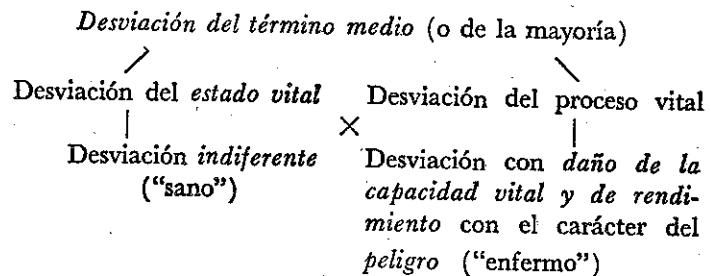 Desviación del término medio (o de la mayoría)
Desviación del estado vital
Desviación indiferente
("sano")
×
Desviación del proceso vital
Desviación con daño de la
capacidad vital y de rendi-
miento con el carácter del
peligro ("enfermo")